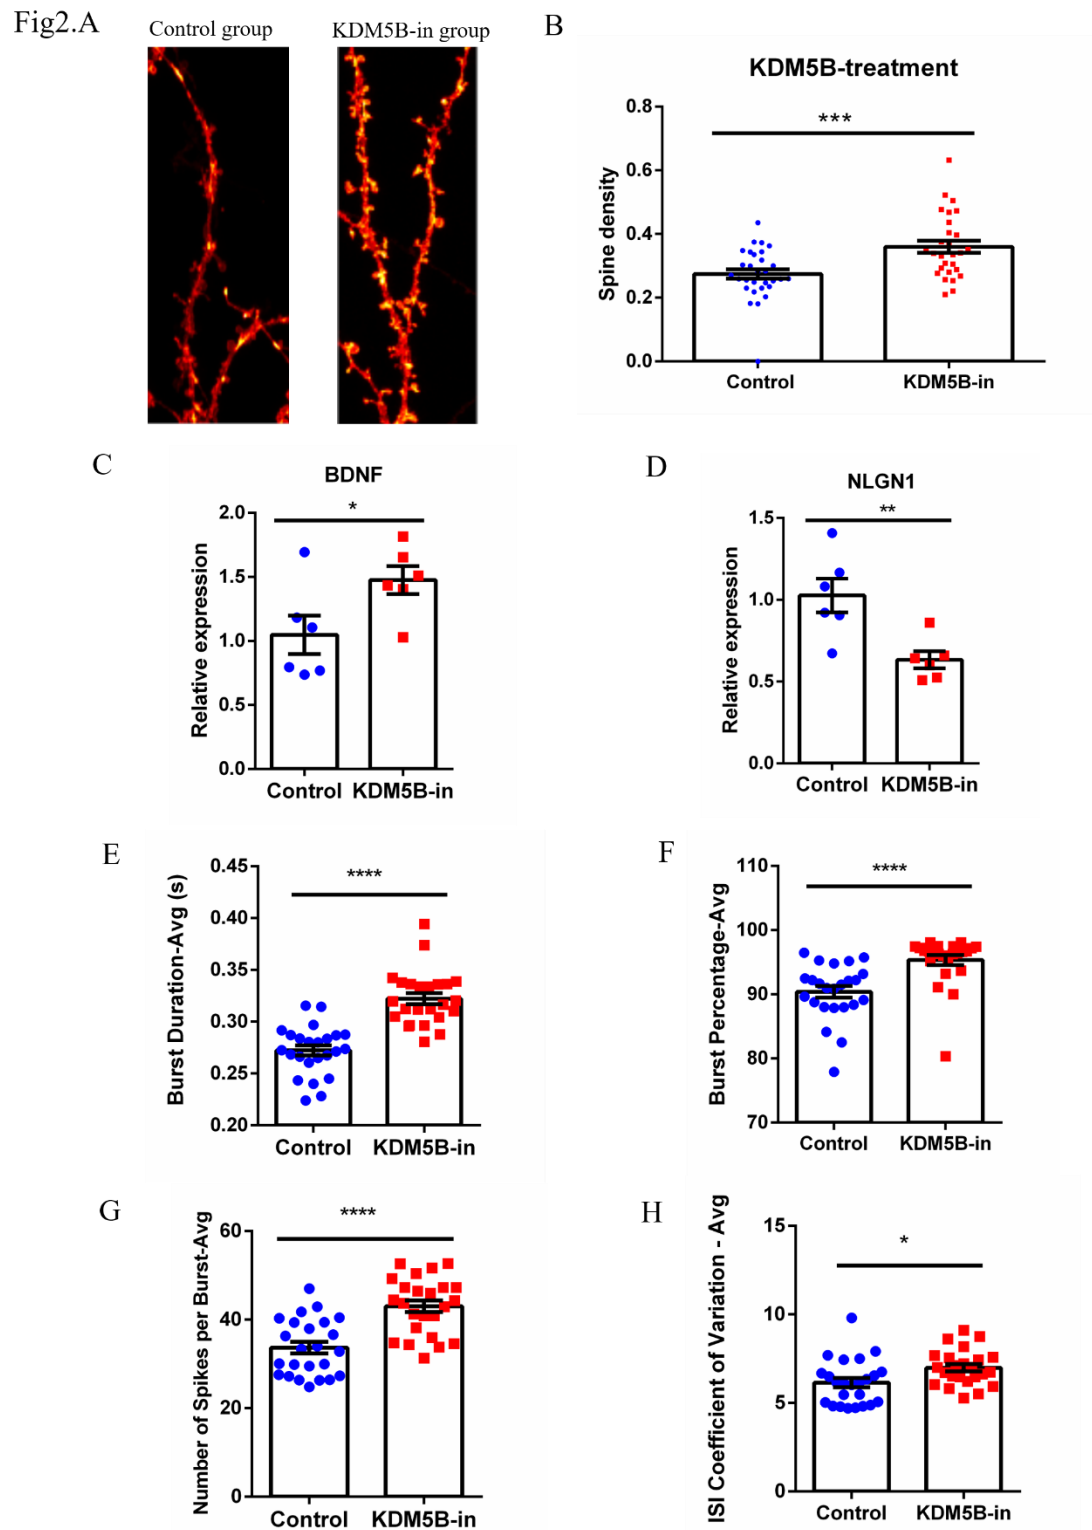 Fig2.A
Control group
KDM5B-in group
B
KDM5B-treatment
***
Spine density
0.8
0.6
0.4
0.2
0.0
Control
KDM5B-in
C
BDNF
*
Relative expression
2.0
1.5
1.0
0.5
0.0
Control
KDM5B-in
D
NLGN1
**
Relative expression
1.5
1.0
0.5
0.0
Control
KDM5B-in
E
****
Burst Duration-Avg (s)
0.45
0.40
0.35
0.30
0.25
0.20
Control
KDM5B-in
F
****
Burst Percentage-Avg
110
100
90
80
70
Control
KDM5B-in
G
****
Number of Spikes per Burst-Avg
60
40
20
0
Control
KDM5B-in
H
*
ISI Coefficient of Variation - Avg
15
10
5
0
Control
KDM5B-in